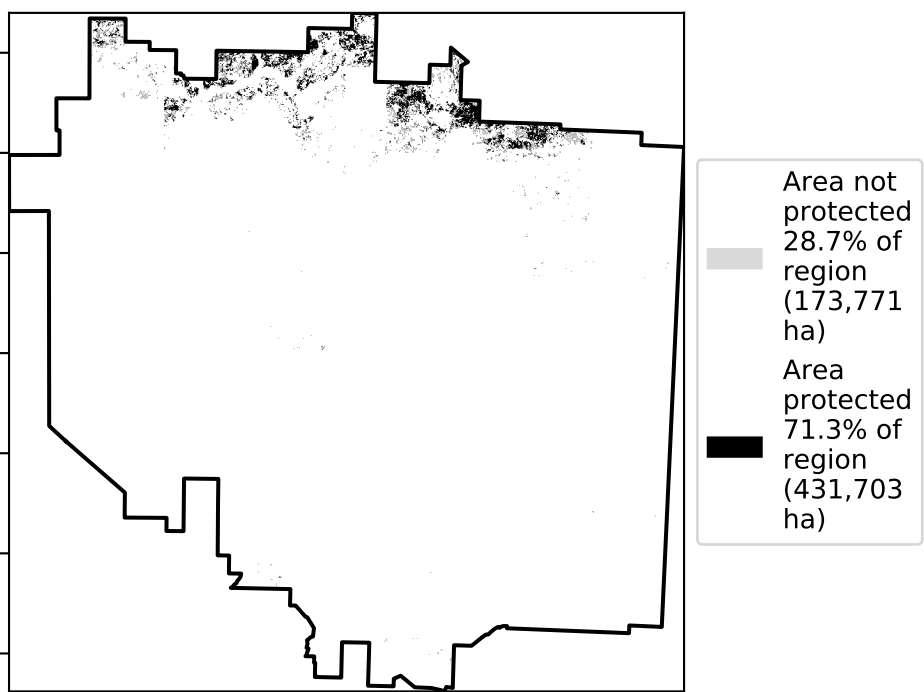 Area not
protected
28.7% of
region
(173,771
ha)
Area
protected
71.3% of
region
(431,703
ha)